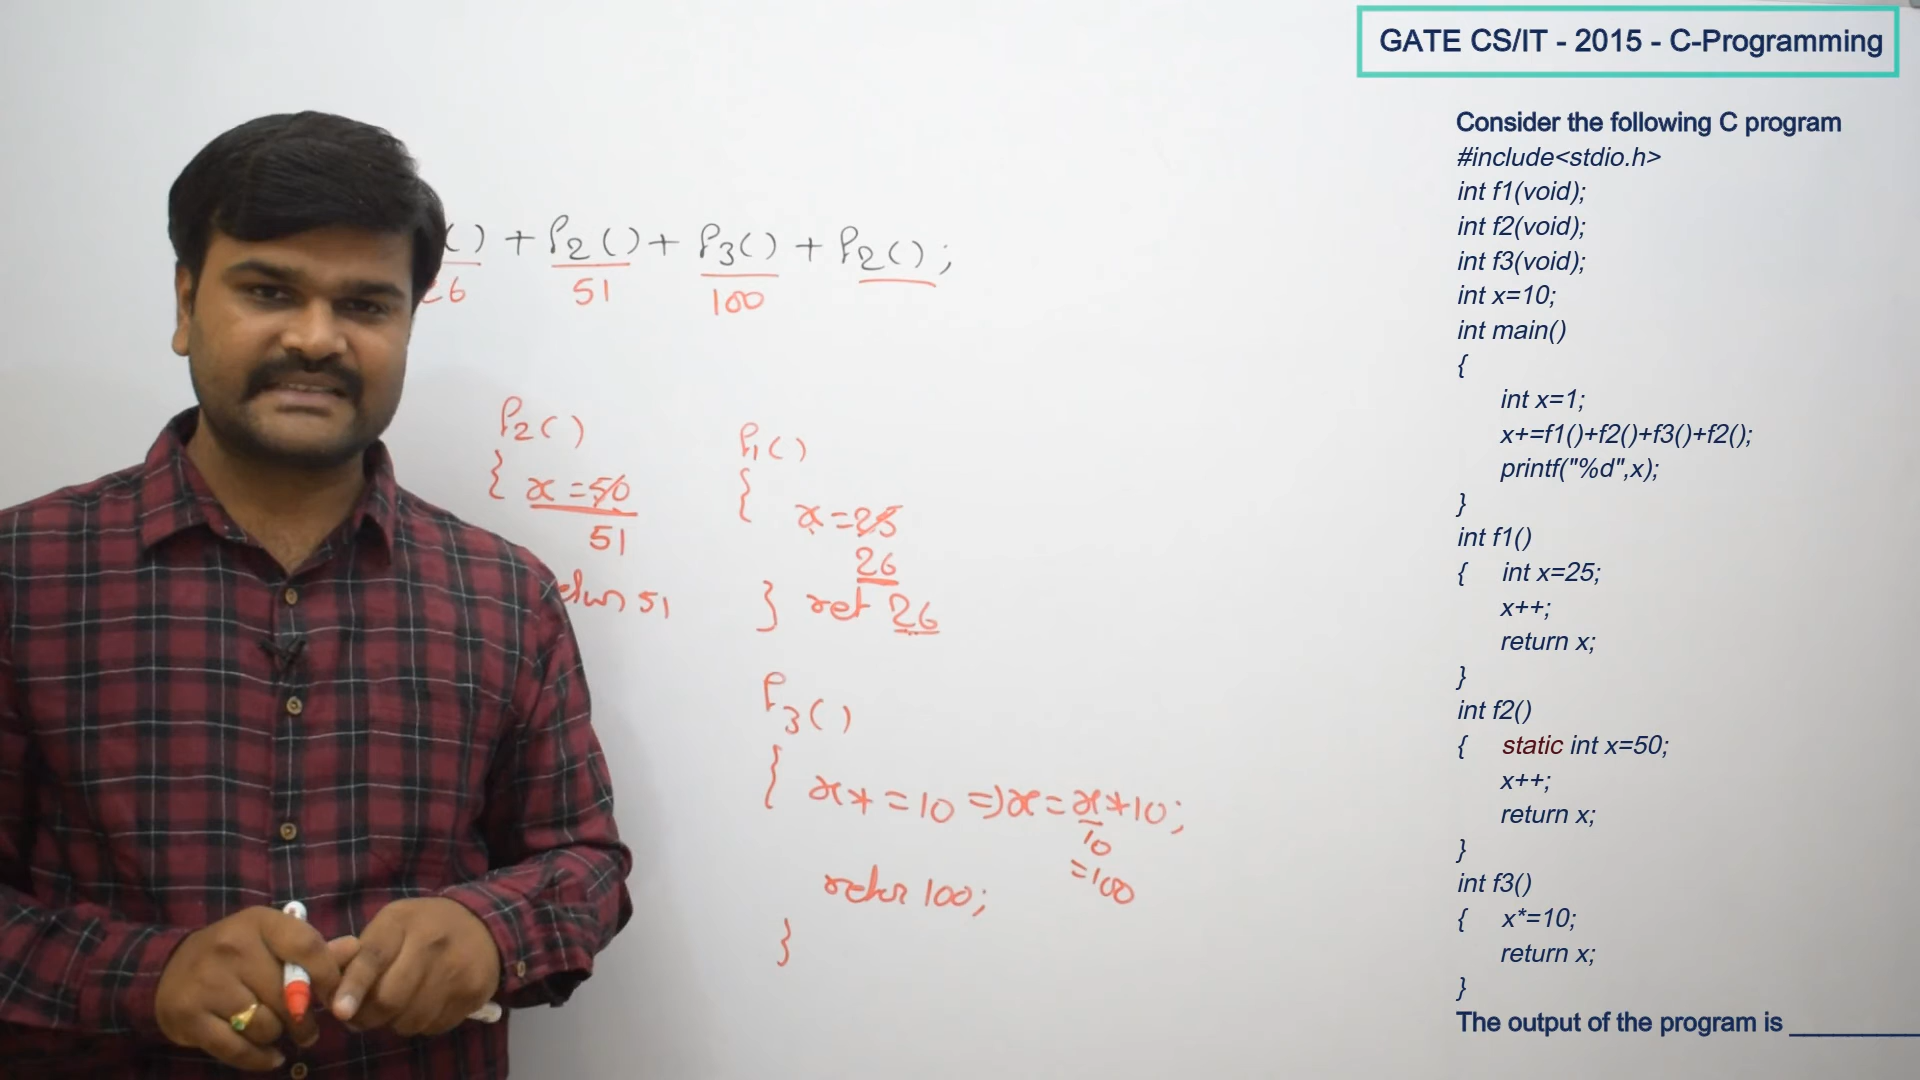 GATE CS/IT - 2015 - C-Programming
Consider the following C program
#include<stdio.h>
int f1(void);
int f2(void);
int f3(void);
int x=10;
int main()
{
int x=1;
x+=f1()+f2()+f3()+f2();
printf("%d",x);
}
int f1()
{ int x=25;
x++;
return x;
}
int f2()
{ static int x=50;
x++;
return x;
}
int f3()
{ x*=10;
return x;
}
The output of the program is __________
() + f2() + f3() + f2();
26 51 100
f2()
{ x = 50
51
51
f1()
{
x = 25
26
} ret 26
f3()
{ x* = 10 => x = x*10;
10
=100
retur 100;
}